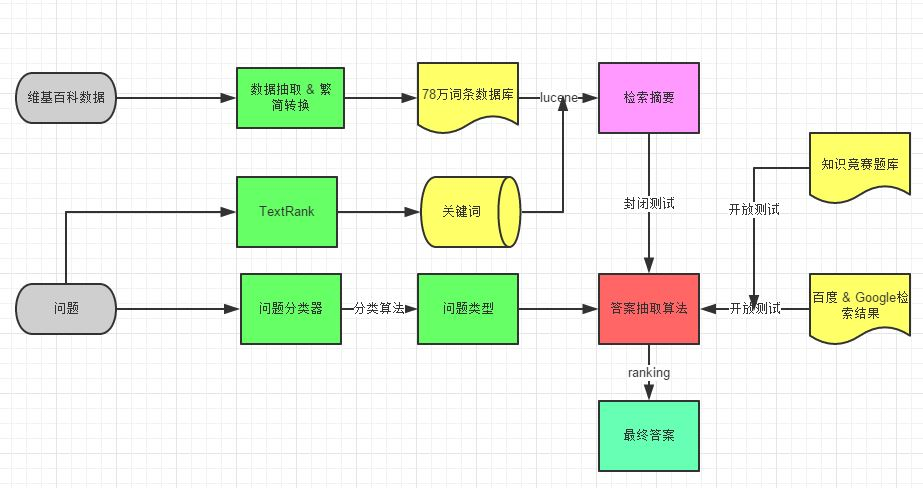 维基百科数据
数据抽取 & 繁
简转换
78万词条数据库
lucene
检索摘要
知识竞赛题库
TextRank
关键词
封闭测试
开放测试
问题
问题分类器
分类算法
问题类型
答案抽取算法
开放测试
百度 & Google检
索结果
ranking
最终答案